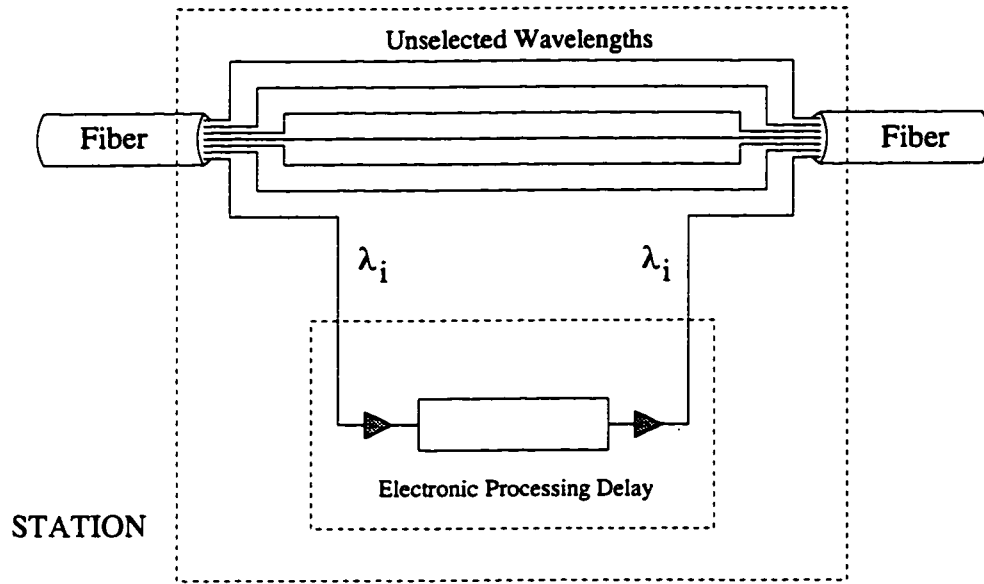 Unselected Wavelengths
Fiber
Fiber
λi
λi
Electronic Processing Delay
STATION